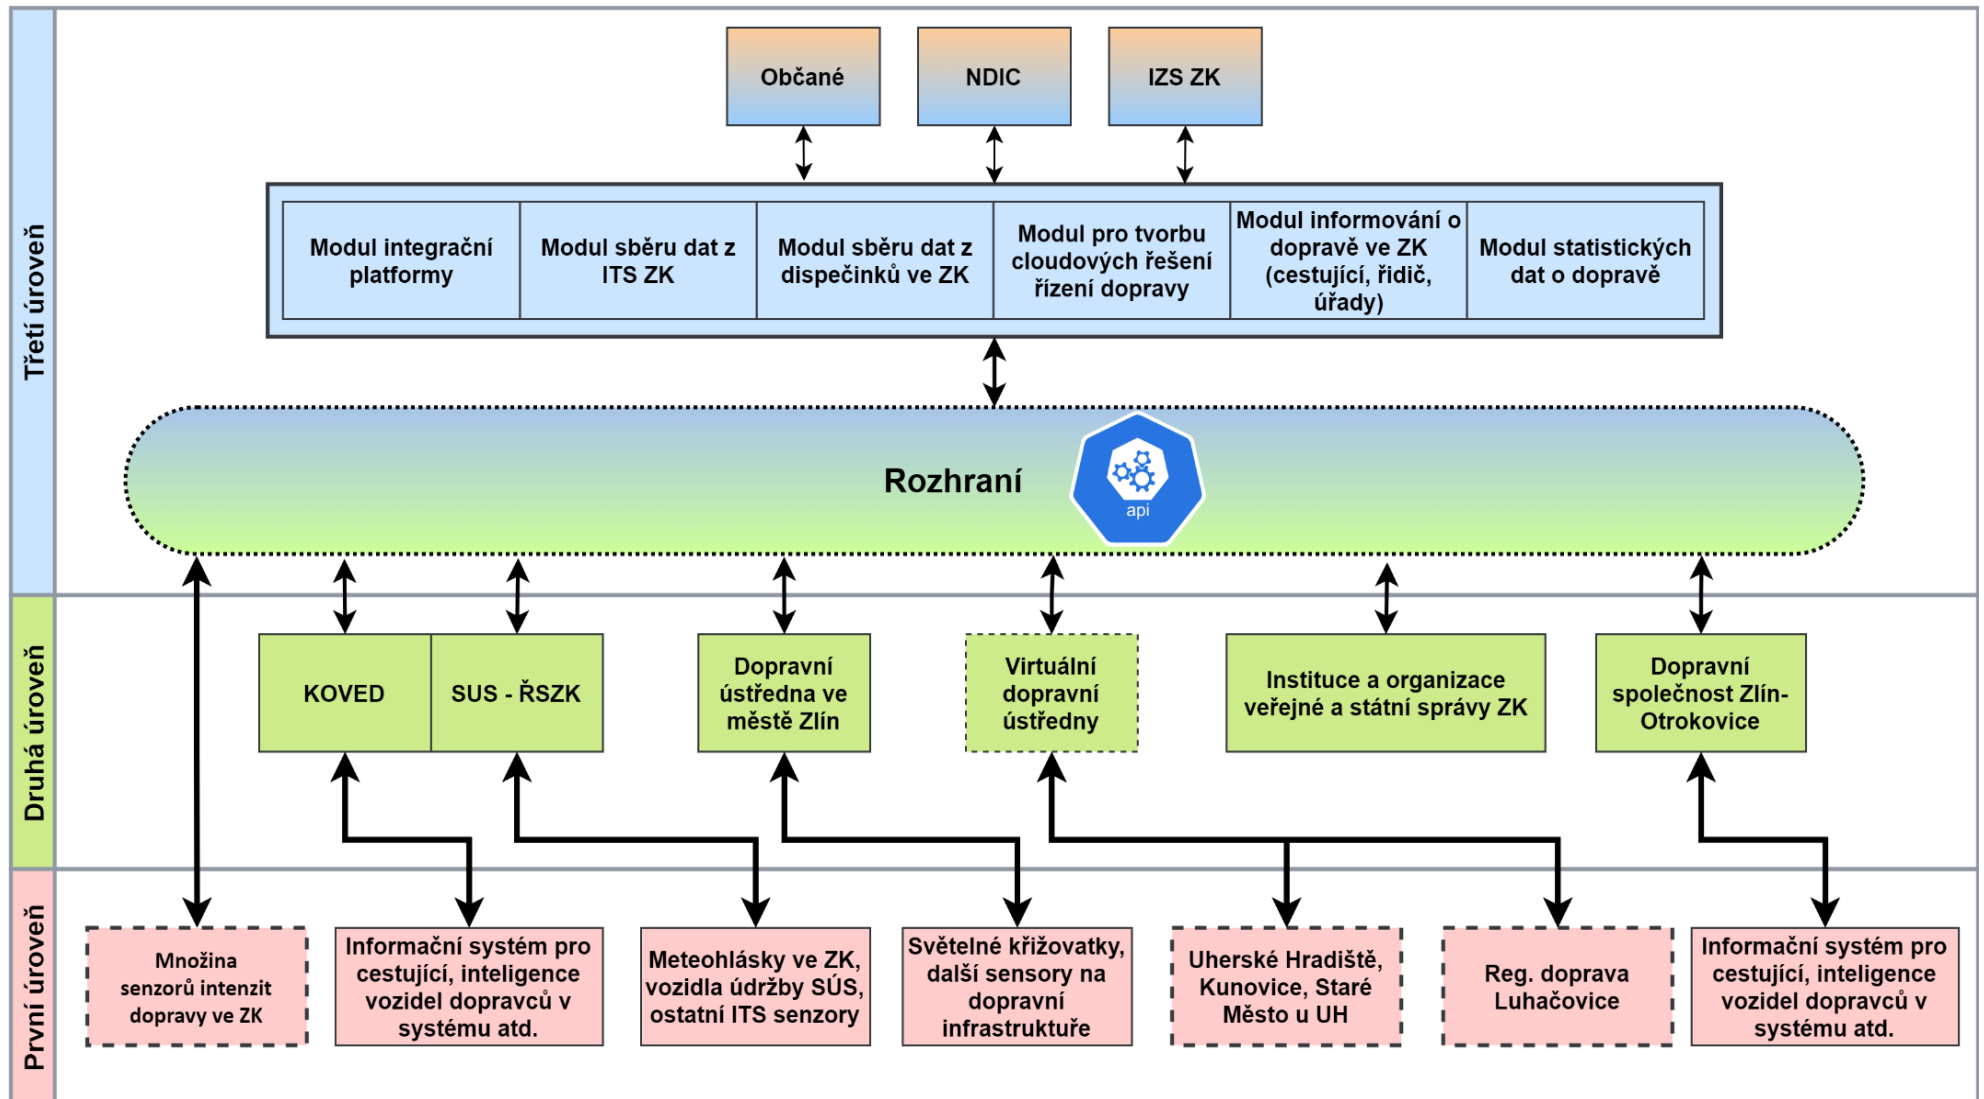 Třetí úroveň
Občané
NDIC
IZS ZK
Modul integrační
platformy
Modul sběru dat z
ITS ZK
Modul sběru dat z
dispečinků ve ZK
Modul pro tvorbu
cloudových řešení
řízení dopravy
Modul informování o
dopravě ve ZK
(cestující, řidič,
úřady)
Modul statistických
dat o dopravě
Rozhraní
api
Druhá úroveň
KOVED
SUS - ŘSZK
Dopravní
ústředna ve
městě Zlín
Virtuální
dopravní
ústředny
Instituce a organizace
veřejné a státní správy ZK
Dopravní
společnost Zlín-
Otrokovice
První úroveň
Množina
senzorů intenzit
dopravy ve ZK
Informační systém pro
cestující, inteligence
vozidel dopravců v
systému atd.
Meteohlásky ve ZK,
vozidla údržby SÚS,
ostatní ITS senzory
Světelné křižovatky,
další sensory na
dopravní
infrastruktuře
Uherské Hradiště,
Kunovice, Staré
Město u UH
Reg. doprava
Luhačovice
Informační systém pro
cestující, inteligence
vozidel dopravců v
systému atd.